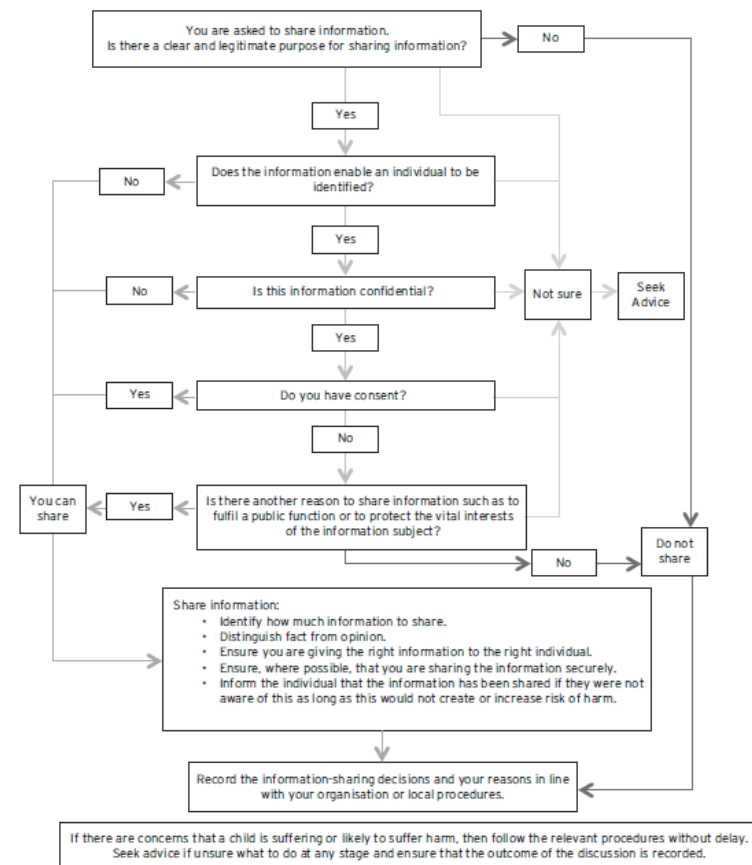 You are asked to share information.
Is there a clear and legitimate purpose for sharing information?
No
Yes
Does the information enable an individual to be
identified?
No
Yes
Is this information confidential?
No
Not sure
Seek
Advice
Yes
Do you have consent?
Yes
No
Is there another reason to share information such as to
fulfil a public function or to protect the vital interests
of the information subject?
Yes
You can
share
No
Do not
share
Share information:
• Identify how much information to share.
• Distinguish fact from opinion.
• Ensure you are giving the right information to the right individual.
• Ensure, where possible, that you are sharing the information securely.
• Inform the individual that the information has been shared if they were not
aware of this as long as this would not create or increase risk of harm.
Record the information-sharing decisions and your reasons in line
with your organisation or local procedures.
If there are concerns that a child is suffering or likely to suffer harm, then follow the relevant procedures without delay.
Seek advice if unsure what to do at any stage and ensure that the outcome of the discussion is recorded.